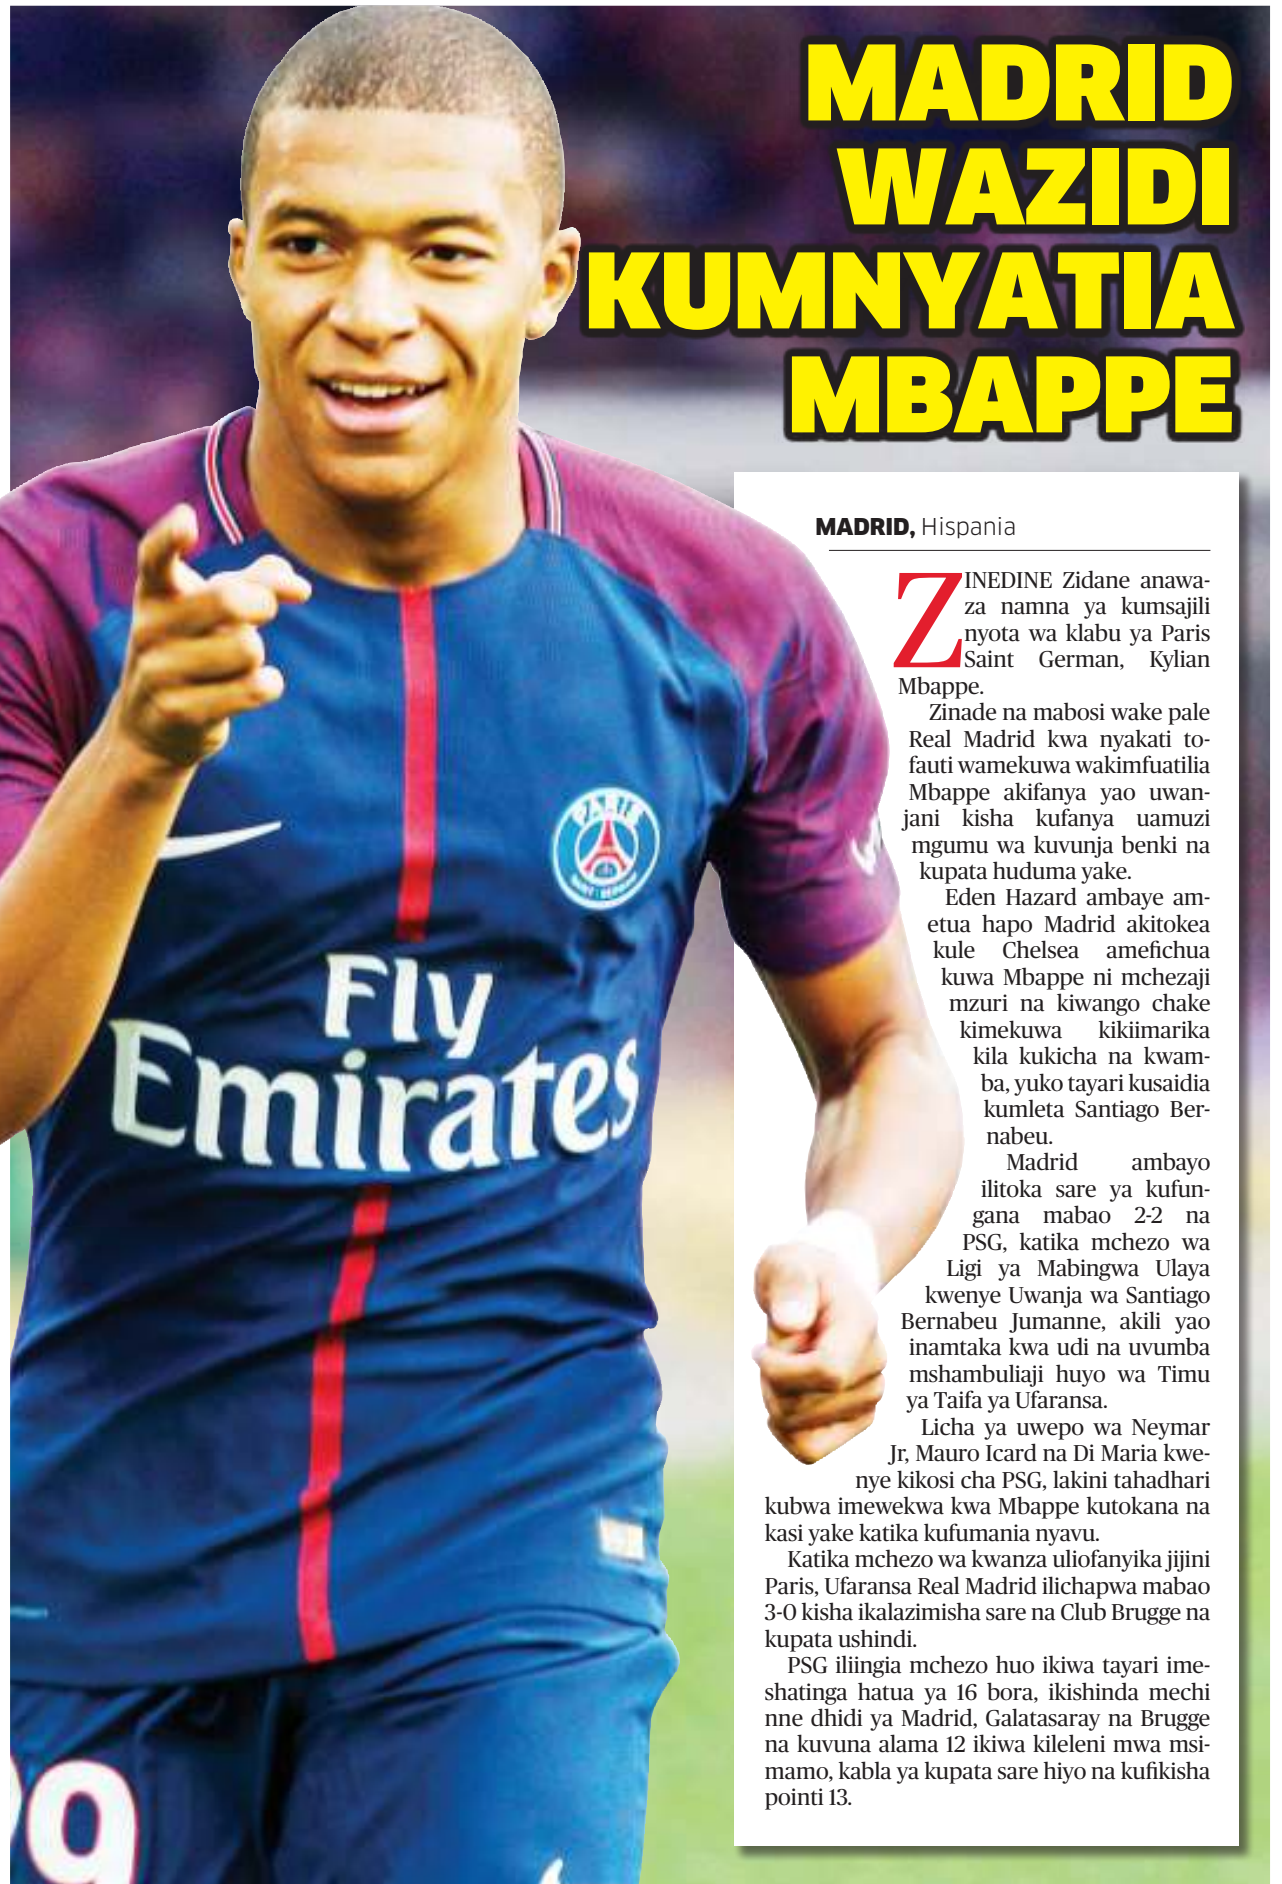 MADRID
WAZIDI
KUMNYATIA
MBAPPE
MADRID, Hispania
ZINEDINE Zidane anawa-
za namna ya kumsajili
nyota wa klabu ya Paris
Saint German, Kylian
Mbappe.
Zinade na mabosi wake pale
Real Madrid kwa nyakati to-
fauti wamekuwa wakimfuatilia
Mbappe akifanya yao uwan-
jani kisha kufanya uamuzi
mgumu wa kuvunja benki na
kupata huduma yake.
Eden Hazard ambaye am-
etua hapo Madrid akitokea
kule Chelsea amefichua
kuwa Mbappe ni mchezaji
mzuri na kiwango chake
kimekuwa kikiimarika
kila kukicha na kwam-
ba, yuko tayari kusaidia
kumleta Santiago Ber-
nabeu.
Madrid ambayo
ilitoka sare ya kufun-
gana mabao 2-2 na
PSG, katika mchezo wa
Ligi ya Mabingwa Ulaya
kwenye Uwanja wa Santiago
Bernabeu Jumanne, akili yao
inamtaka kwa udi na uvumba
mshambuliaji huyo wa Timu
ya Taifa ya Ufaransa.
Licha ya uwepo wa Neymar
Jr, Mauro Icard na Di Maria kwe-
nye kikosi cha PSG, lakini tahadhari
kubwa imewekwa kwa Mbappe kutokana na
kasi yake katika kufumania nyavu.
Katika mchezo wa kwanza uliofanyika jijini
Paris, Ufaransa Real Madrid ilichapwa mabao
3-0 kisha ikalazimisha sare na Club Brugge na
kupata ushindi.
PSG iliingia mchezo huo ikiwa tayari ime-
shatinga hatua ya 16 bora, ikishinda mechi
nne dhidi ya Madrid, Galatasaray na Brugge
na kuvuna alama 12 ikiwa kileleni mwa msi-
mamo, kabla ya kupata sare hiyo na kufikisha
pointi 13.
PARIS
SAINT-GERMAIN
Fly
Emirates
9